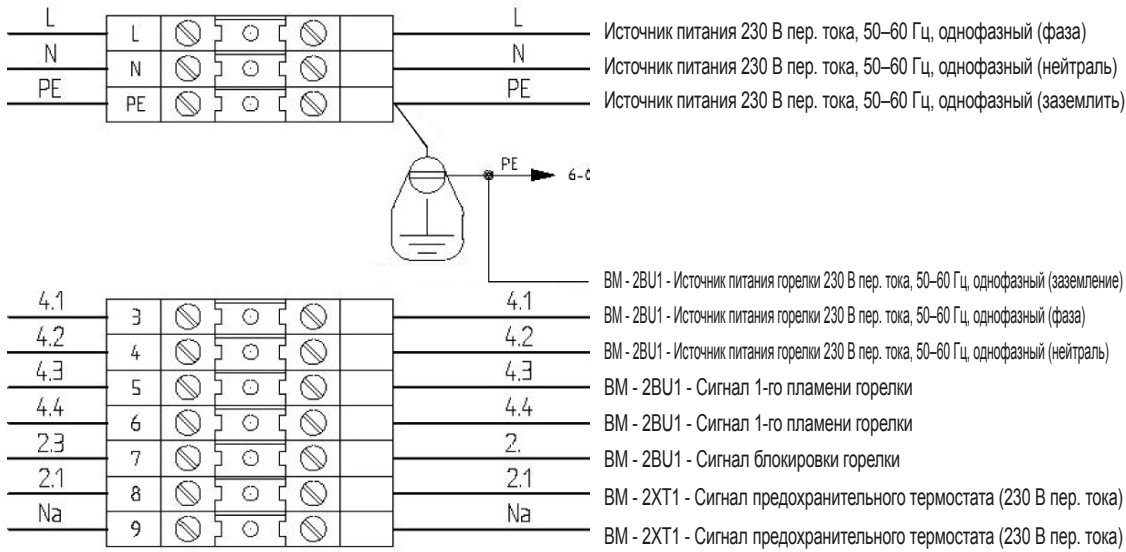 L L L Источник питания 230 В пер. тока, 50–60 Гц, однофазный (фаза)
N N N Источник питания 230 В пер. тока, 50–60 Гц, однофазный (нейтраль)
PE PE PE Источник питания 230 В пер. тока, 50–60 Гц, однофазный (заземлить)
PE
BM - 2BU1 - Источник питания горелки 230 В пер. тока, 50–60 Гц, однофазный (заземление)
4.1 3 4.1 BM - 2BU1 - Источник питания горелки 230 В пер. тока, 50–60 Гц, однофазный (фаза)
4.2 4 4.2 BM - 2BU1 - Источник питания горелки 230 В пер. тока, 50–60 Гц, однофазный (нейтраль)
4.3 5 4.3 BM - 2BU1 - Сигнал 1-го пламени горелки
4.4 6 4.4 BM - 2BU1 - Сигнал 1-го пламени горелки
2.3 7 2. BM - 2BU1 - Сигнал блокировки горелки
2.1 8 2.1 BM - 2XT1 - Сигнал предохранительного термостата (230 В пер. тока)
Na 9 Na BM - 2XT1 - Сигнал предохранительного термостата (230 В пер. тока)